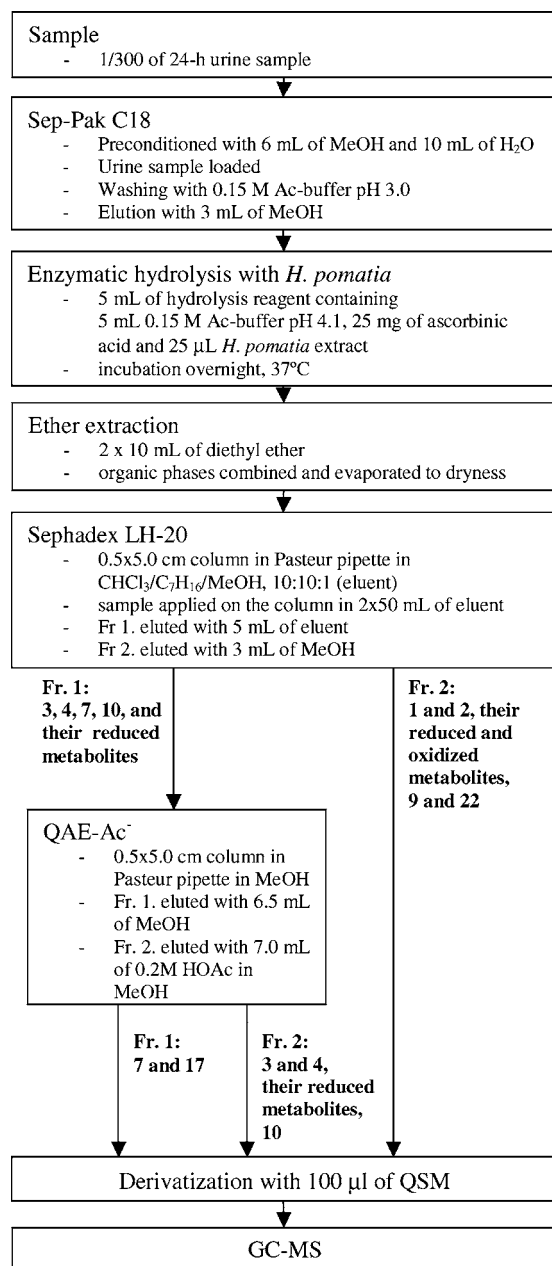 Sample
- 1/300 of 24-h urine sample
Sep-Pak C18
- Preconditioned with 6 mL of MeOH and 10 mL of H₂O
- Urine sample loaded
- Washing with 0.15 M Ac-buffer pH 3.0
- Elution with 3 mL of MeOH
Enzymatic hydrolysis with H. pomatia
- 5 mL of hydrolysis reagent containing
5 mL 0.15 M Ac-buffer pH 4.1, 25 mg of ascorbinic
acid and 25 µL H. pomatia extract
- incubation overnight, 37ºC
Ether extraction
- 2 x 10 mL of diethyl ether
- organic phases combined and evaporated to dryness
Sephadex LH-20
- 0.5x5.0 cm column in Pasteur pipette in
CHCl₃/C₇H₁₆/MeOH, 10:10:1 (eluent)
- sample applied on the column in 2x50 mL of eluent
- Fr 1. eluted with 5 mL of eluent
- Fr 2. eluted with 3 mL of MeOH
Fr. 1:
3, 4, 7, 10, and
their reduced
metabolites
Fr. 2:
1 and 2, their
reduced and
oxidized
metabolites,
9 and 22
QAE-Ac⁻
- 0.5x5.0 cm column in
Pasteur pipette in MeOH
- Fr. 1. eluted with 6.5 mL
of MeOH
- Fr. 2. eluted with 7.0 mL
of 0.2M HOAc in
MeOH
Fr. 1:
7 and 17
Fr. 2:
3 and 4,
their reduced
metabolites,
10
Derivatization with 100 µl of QSM
GC-MS